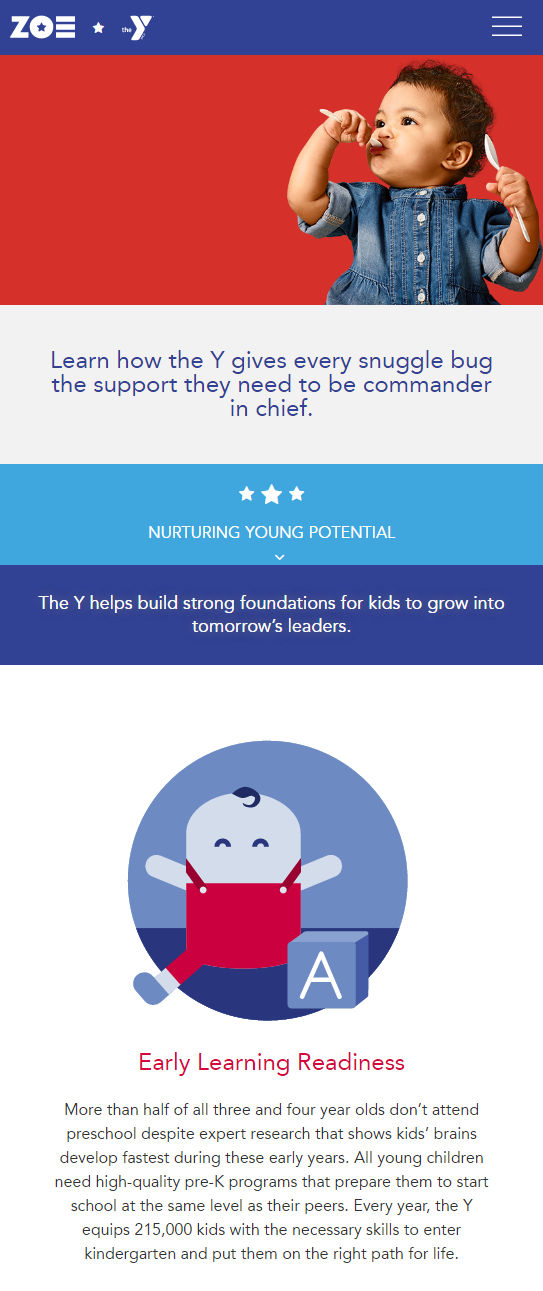 ZOE the Y
Learn how the Y gives every snuggle bug
the support they need to be commander
in chief.
NURTURING YOUNG POTENTIAL
The Y helps build strong foundations for kids to grow into
tomorrow’s leaders.
A
Early Learning Readiness
More than half of all three and four year olds don’t attend
preschool despite expert research that shows kids’ brains
develop fastest during these early years. All young children
need high-quality pre-K programs that prepare them to start
school at the same level as their peers. Every year, the Y
equips 215,000 kids with the necessary skills to enter
kindergarten and put them on the right path for life.